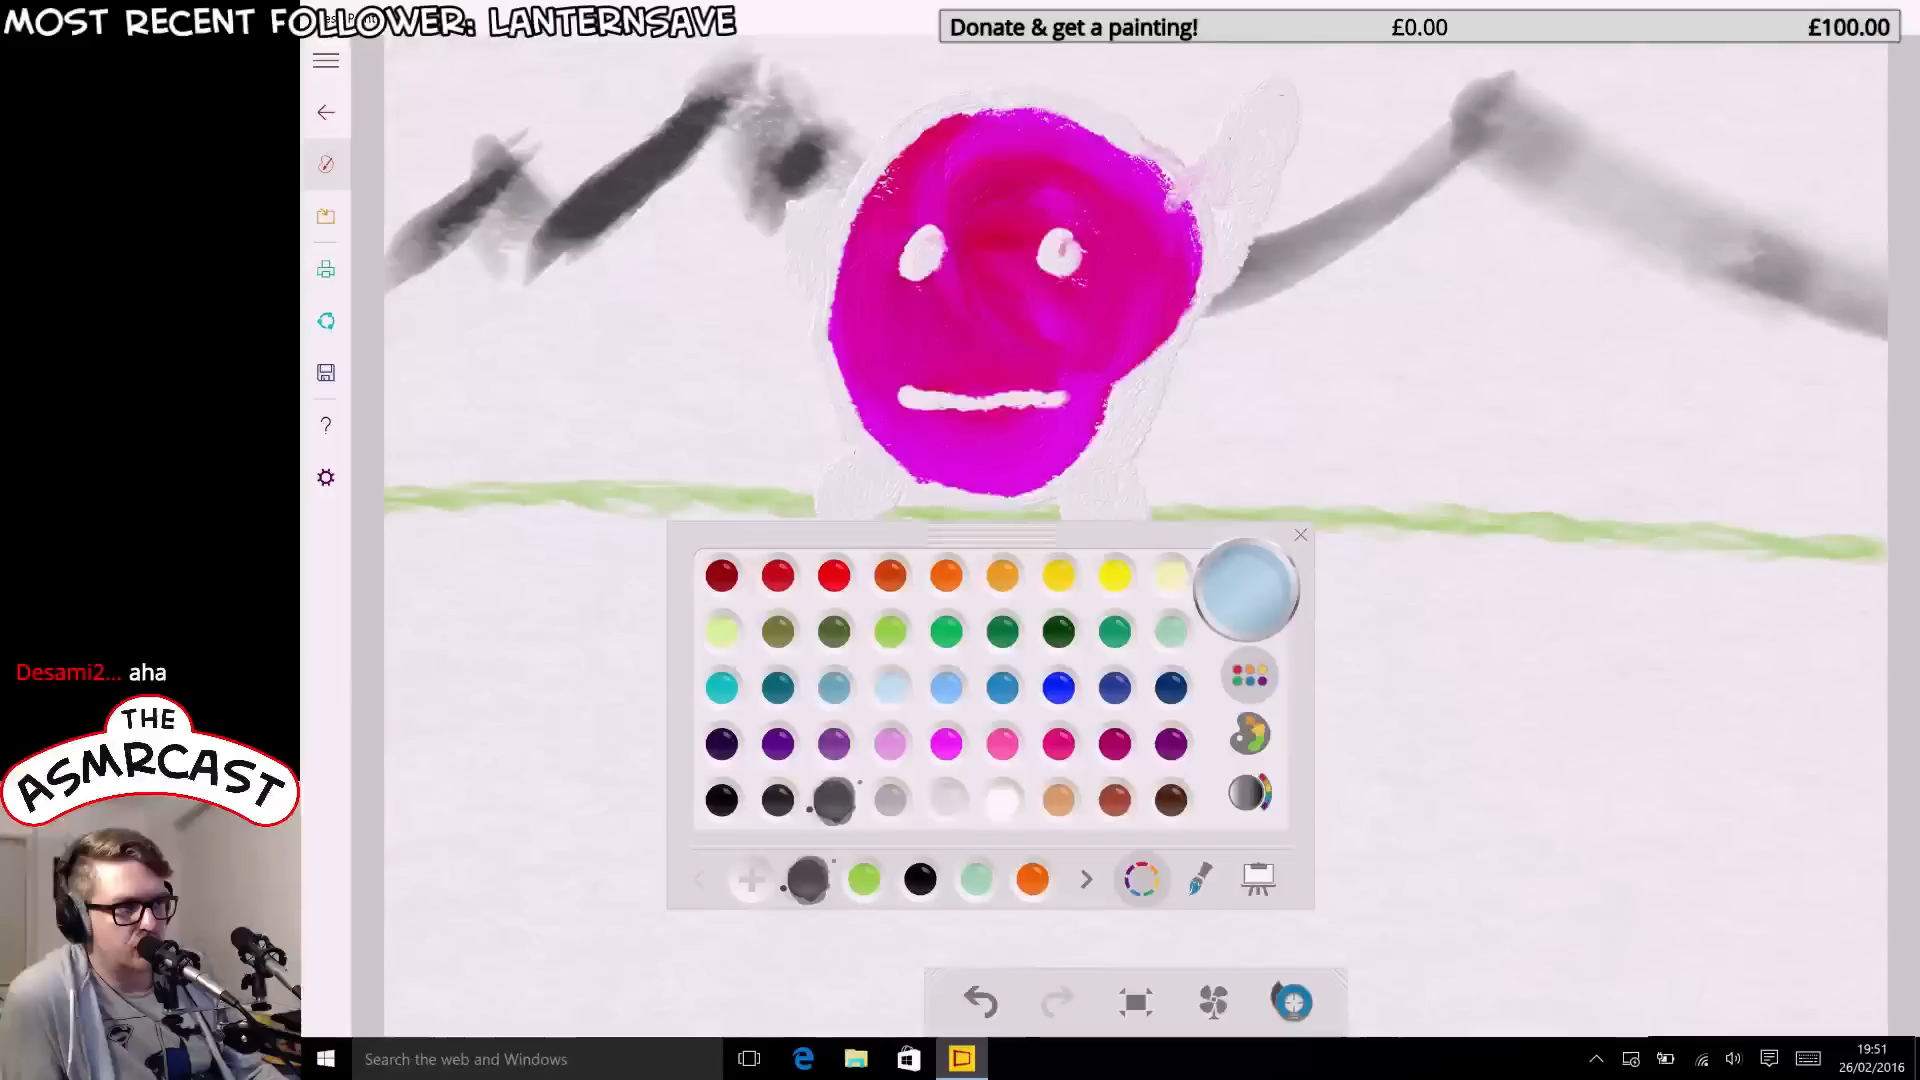 MOST RECENT FOLLOWER: LANTERNSAVE
Donate & get a painting! £0.00 £100.00
Desami2... aha
THE
ASMRCAST
Search the web and Windows
19:51
26/02/2016